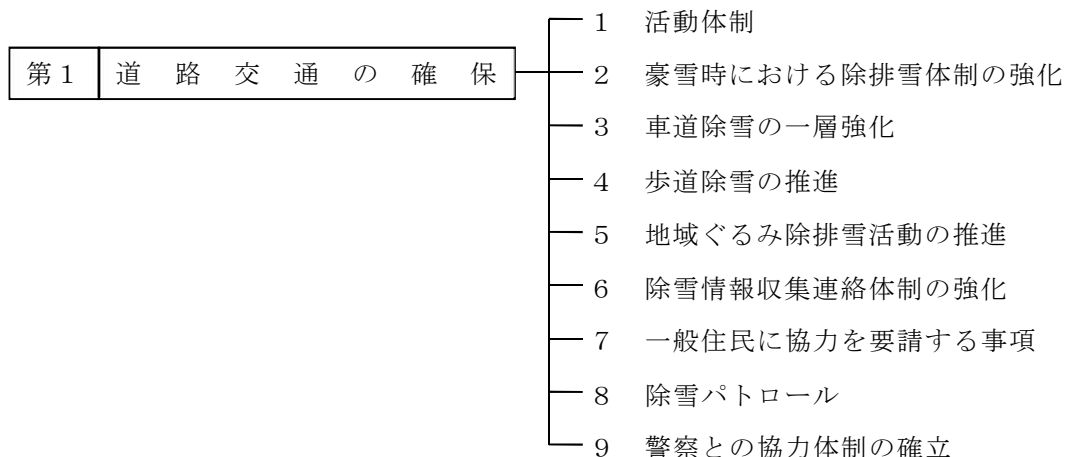 第１ 道路交通の確保
１ 活動体制
２ 豪雪時における除排雪体制の強化
３ 車道除雪の一層強化
４ 歩道除雪の推進
５ 地域ぐるみ除排雪活動の推進
６ 除雪情報収集連絡体制の強化
７ 一般住民に協力を要請する事項
８ 除雪パトロール
９ 警察との協力体制の確立